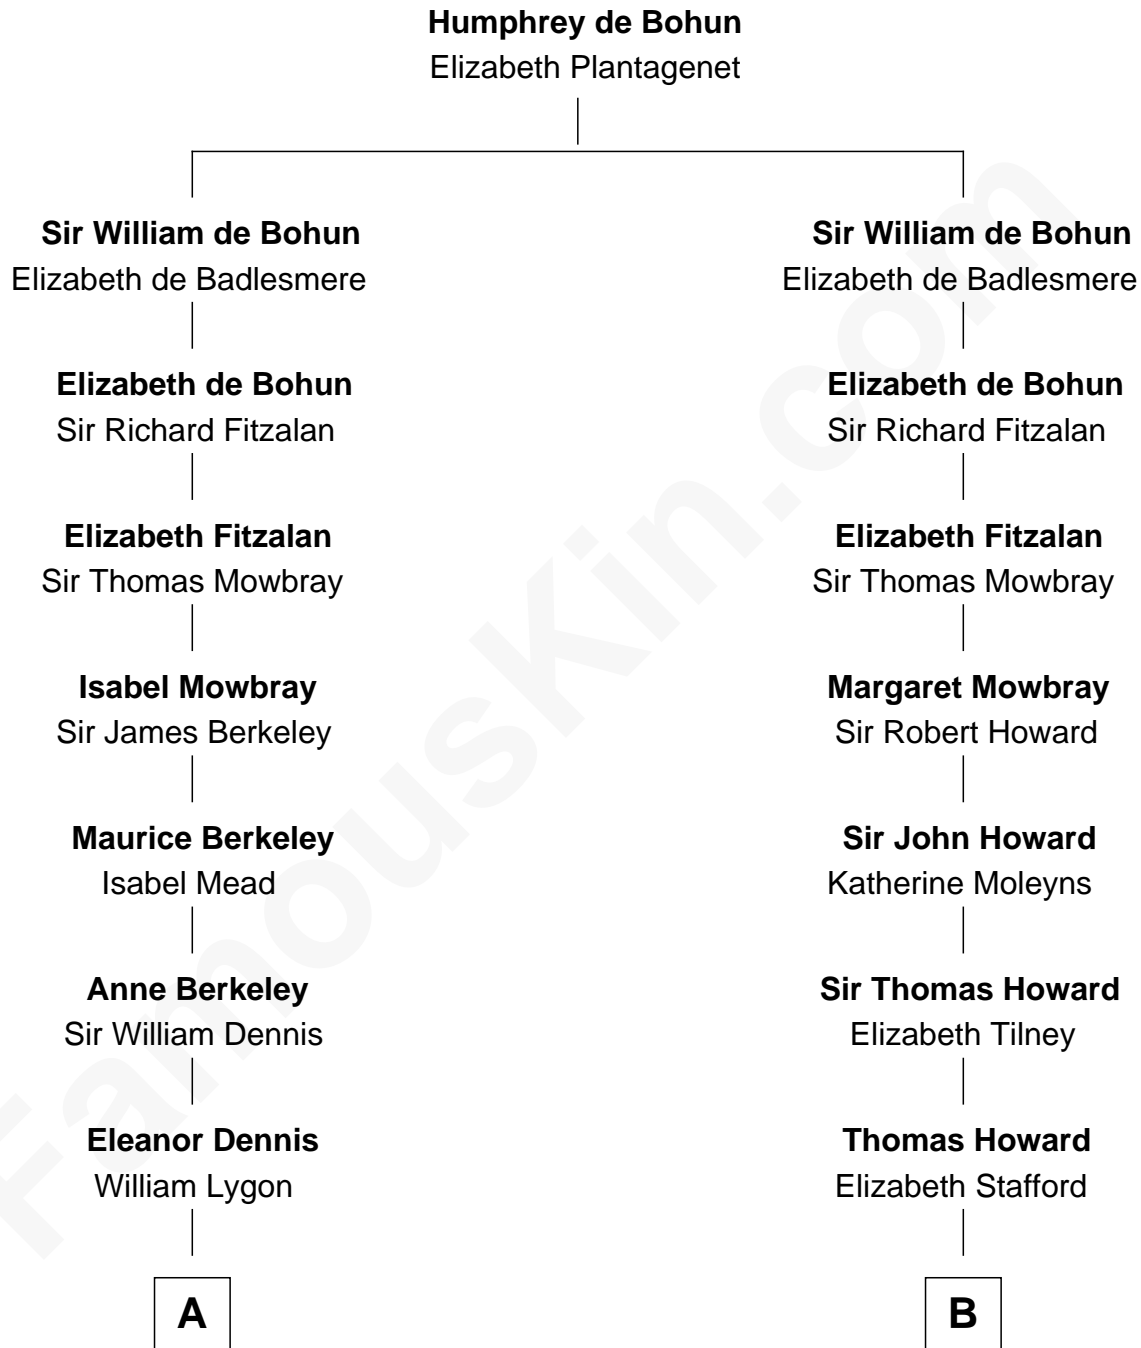 Humphrey de Bohun
Elizabeth Plantagenet
Sir William de Bohun
Elizabeth de Badlesmere
Elizabeth de Bohun
Sir Richard Fitzalan
Elizabeth Fitzalan
Sir Thomas Mowbray
Isabel Mowbray
Sir James Berkeley
Maurice Berkeley
Isabel Mead
Anne Berkeley
Sir William Dennis
Eleanor Dennis
William Lygon
A
Sir William de Bohun
Elizabeth de Badlesmere
Elizabeth de Bohun
Sir Richard Fitzalan
Elizabeth Fitzalan
Sir Thomas Mowbray
Margaret Mowbray
Sir Robert Howard
Sir John Howard
Katherine Moleyns
Sir Thomas Howard
Elizabeth Tilney
Thomas Howard
Elizabeth Stafford
B
FamousKin.com